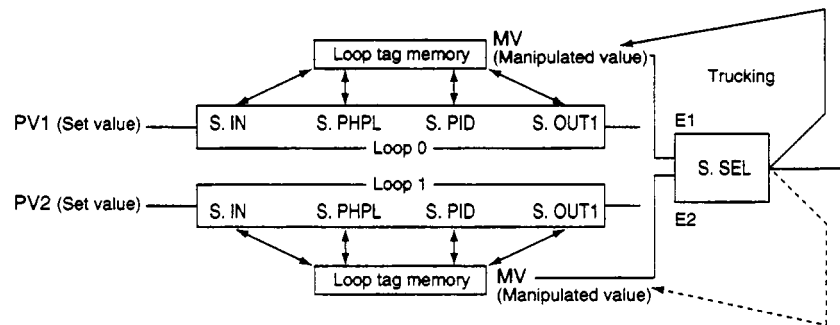 Loop tag memory
MV
(Manipulated value)
Trucking
PV1 (Set value)
S. IN S. PHPL S. PID S. OUT1
Loop 0
E1
S. SEL
E2
Loop 1
PV2 (Set value)
S. IN S. PHPL S. PID S. OUT1
Loop tag memory
MV
(Manipulated value)